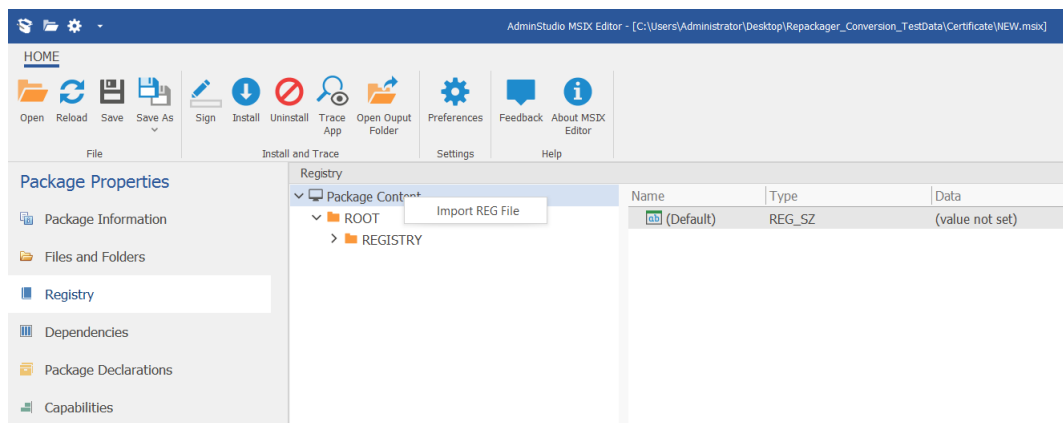 AdminStudio MSIX Editor - [C:\Users\Administrator\Desktop\Repackager_Conversion_TestData\Certificate\NEW.msix]
HOME
Open Reload Save Save As Sign Install Uninstall Trace App Open Ouput Folder Preferences Feedback About MSIX Editor
File Install and Trace Settings Help
Package Properties
Package Information
Files and Folders
Registry
Dependencies
Package Declarations
Capabilities
Registry
Package Content
Import REG File
ROOT
REGISTRY
Name Type Data
ab (Default) REG_SZ (value not set)